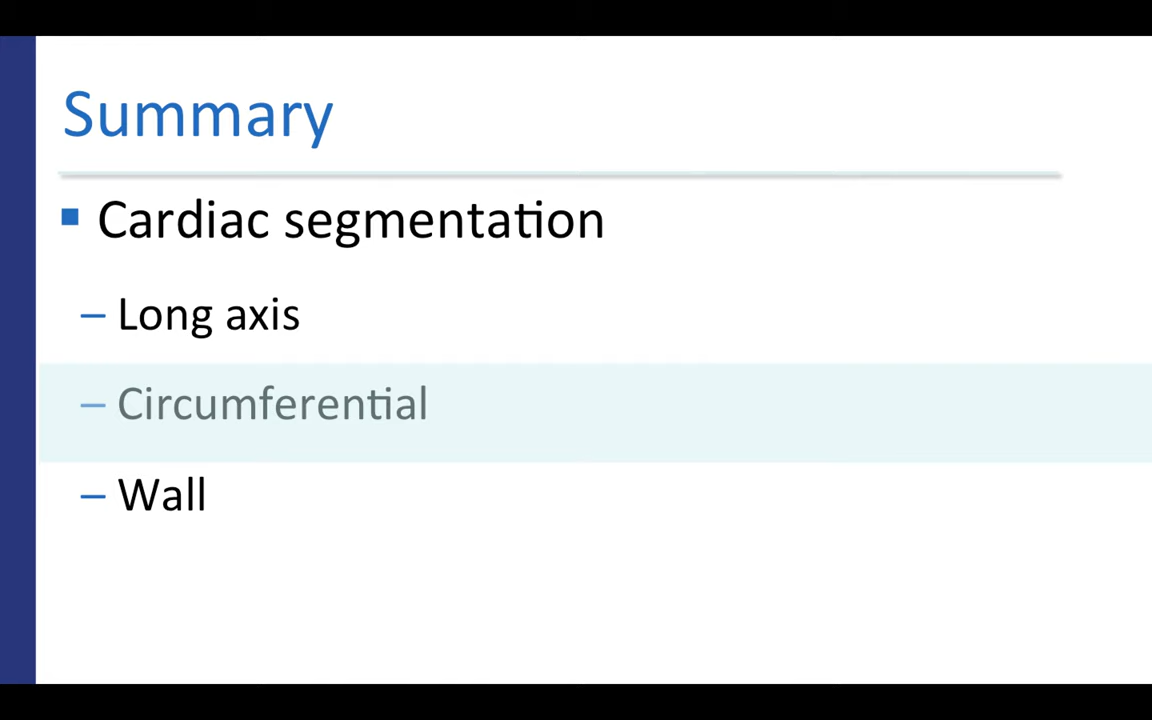 Summary
▪ Cardiac segmentation
– Long axis
– Circumferential
– Wall